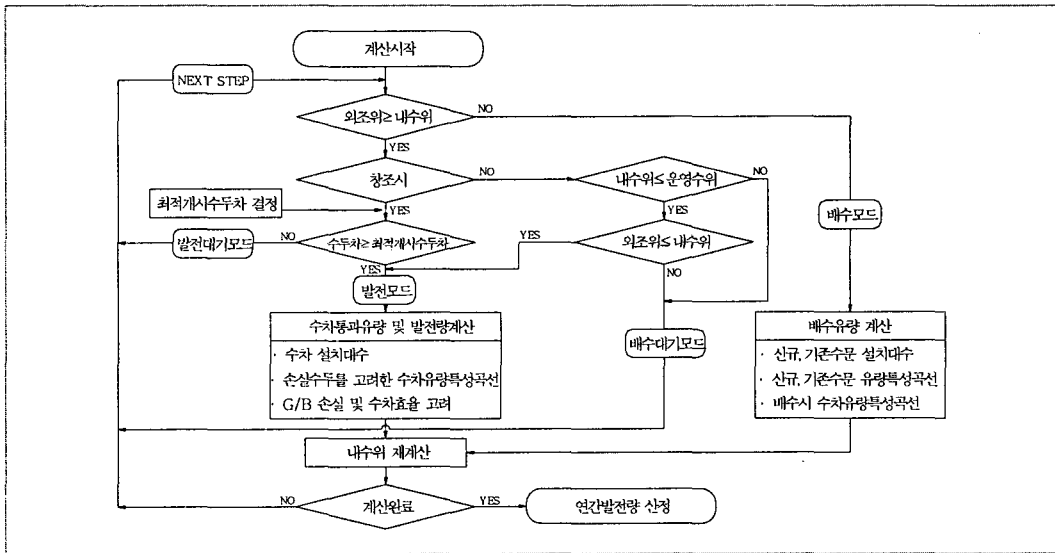 계산시작
NEXT STEP
외조위≥내수위
NO
YES
창조시
NO
내수위≤운영수위
NO
최적개시수두차 결정
YES
YES
배수모드
발전대기모드
NO
수두차≥최적개시수두차
YES
외조위≤내수위
YES
NO
발전모드
수차통과유량 및 발전량계산
· 수차 설치대수
· 손실수두를 고려한 수차유량특성곡선
· G/B 손실 및 수차효율 고려
배수대기모드
배수유량 계산
· 신규, 기존수문 설치대수
· 신규, 기존수문 유량특성곡선
· 배수시 수차유량특성곡선
내수위 재계산
NO
계산완료
YES
연간발전량 산정